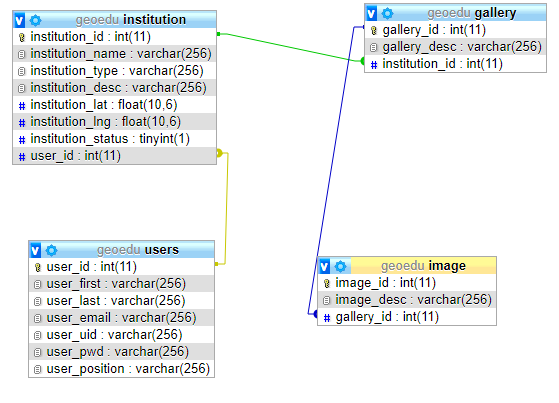 geoedu institution
institution_id : int(11)
institution_name : varchar(256)
institution_type : varchar(256)
institution_desc : varchar(256)
institution_lat : float(10,6)
institution_lng : float(10,6)
institution_status : tinyint(1)
user_id : int(11)
geoedu gallery
gallery_id : int(11)
gallery_desc : varchar(256)
institution_id : int(11)
geoedu users
user_id : int(11)
user_first : varchar(256)
user_last : varchar(256)
user_email : varchar(256)
user_uid : varchar(256)
user_pwd : varchar(256)
user_position : varchar(256)
geoedu image
image_id : int(11)
image_desc : varchar(256)
gallery_id : int(11)